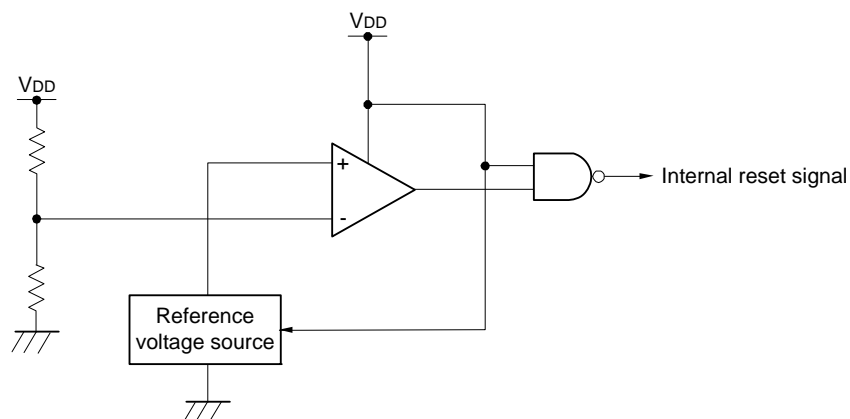 VDD
VDD
+
-
Internal reset signal
Reference
voltage source